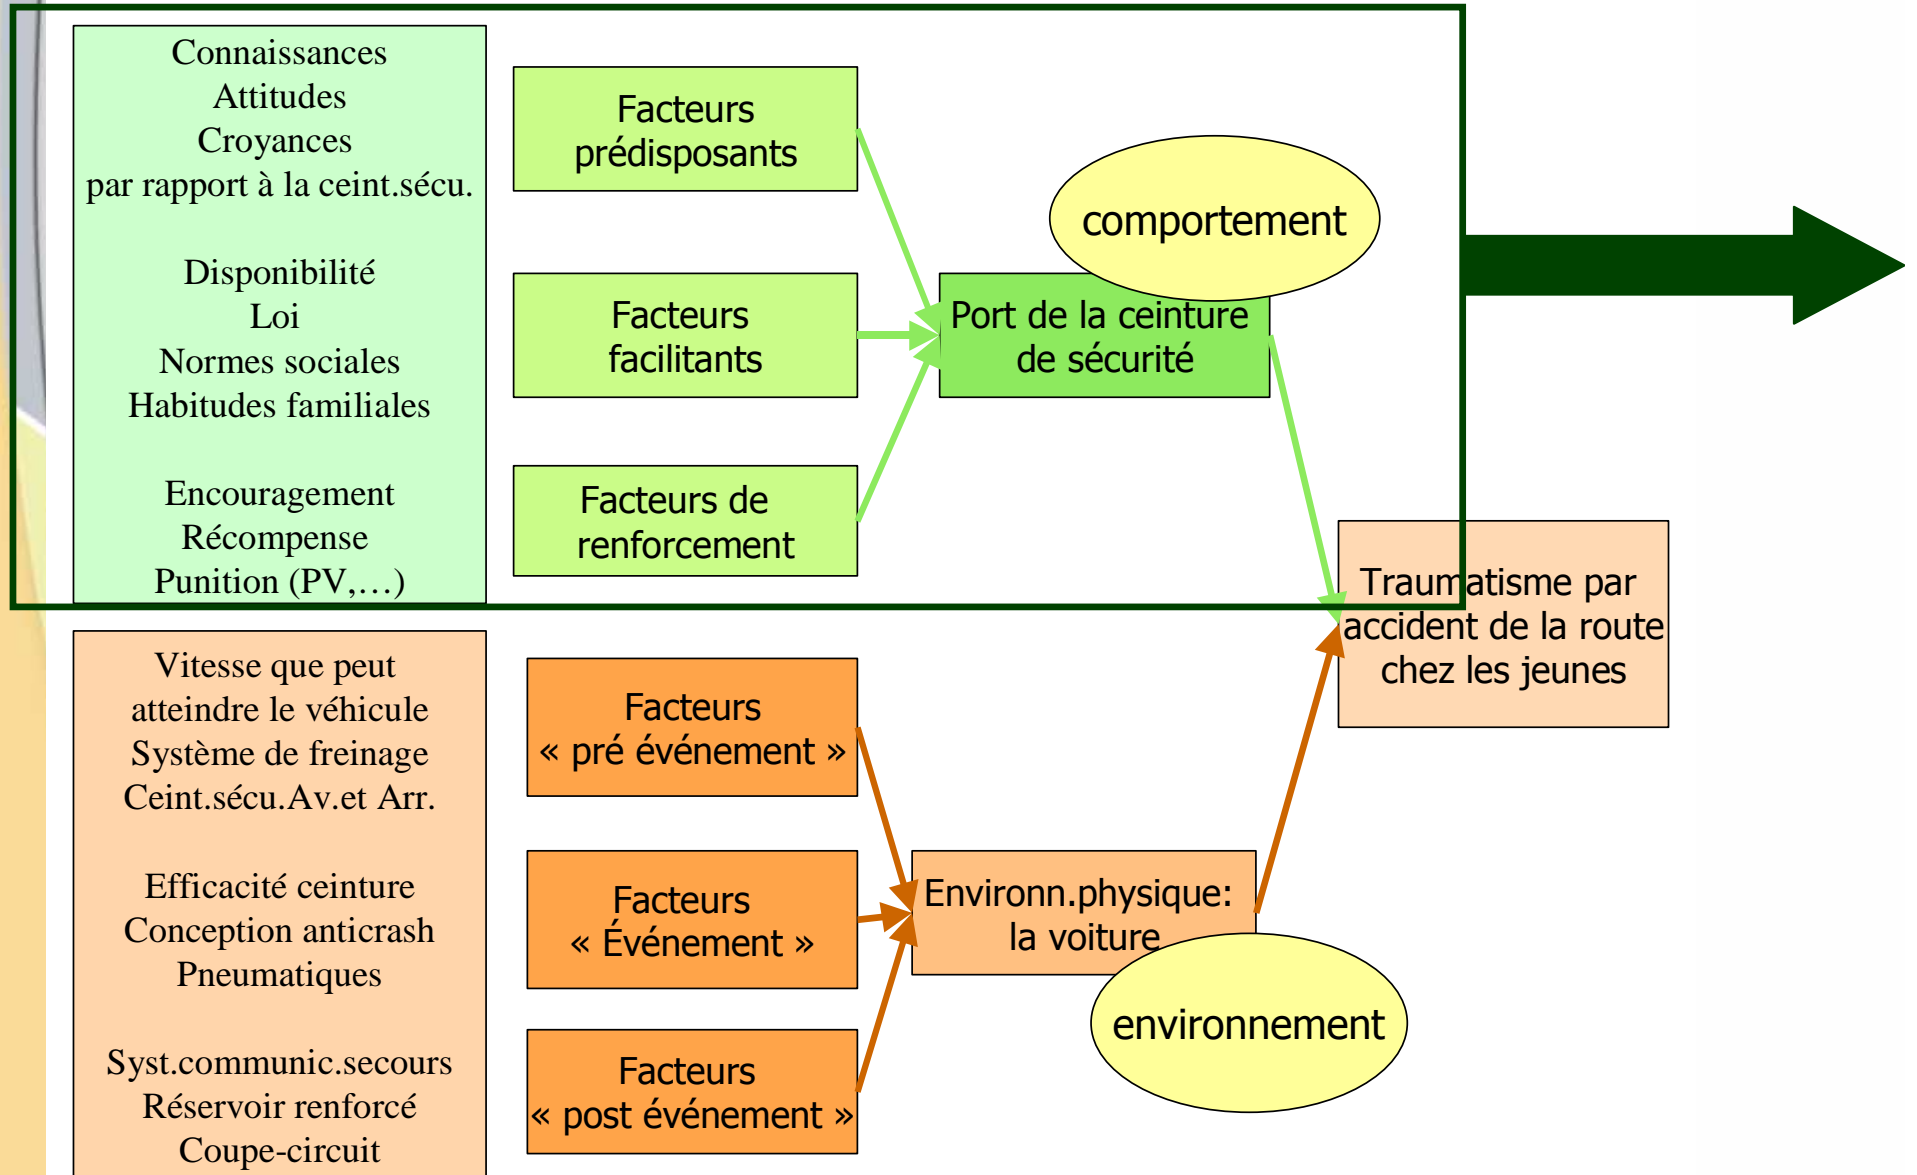 Connaissances
Attitudes
Croyances
par rapport à la ceint.sécu.
Disponibilité
Loi
Normes sociales
Habitudes familiales
Encouragement
Récompense
Punition (PV,…)
Facteurs
prédisposants
Facteurs
facilitants
Facteurs de
renforcement
comportement
Port de la ceinture
de sécurité
Traumatisme par
accident de la route
chez les jeunes
Vitesse que peut
atteindre le véhicule
Système de freinage
Ceint.sécu.Av.et Arr.
Efficacité ceinture
Conception anticrash
Pneumatiques
Syst.communic.secours
Réservoir renforcé
Coupe-circuit
Facteurs
« pré événement »
Facteurs
« Événement »
Facteurs
« post événement »
Environn.physique:
la voiture
environnement